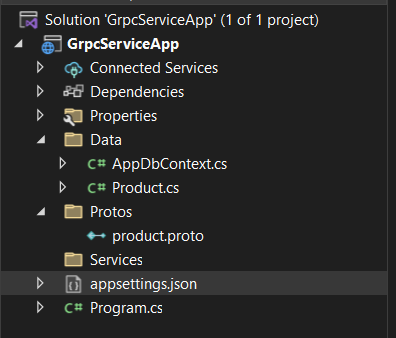 Solution 'GrpcServiceApp' (1 of 1 project)
GrpcServiceApp
Connected Services
Dependencies
Properties
Data
C# AppDbContext.cs
C# Product.cs
Protos
product.proto
Services
appsettings.json
C# Program.cs